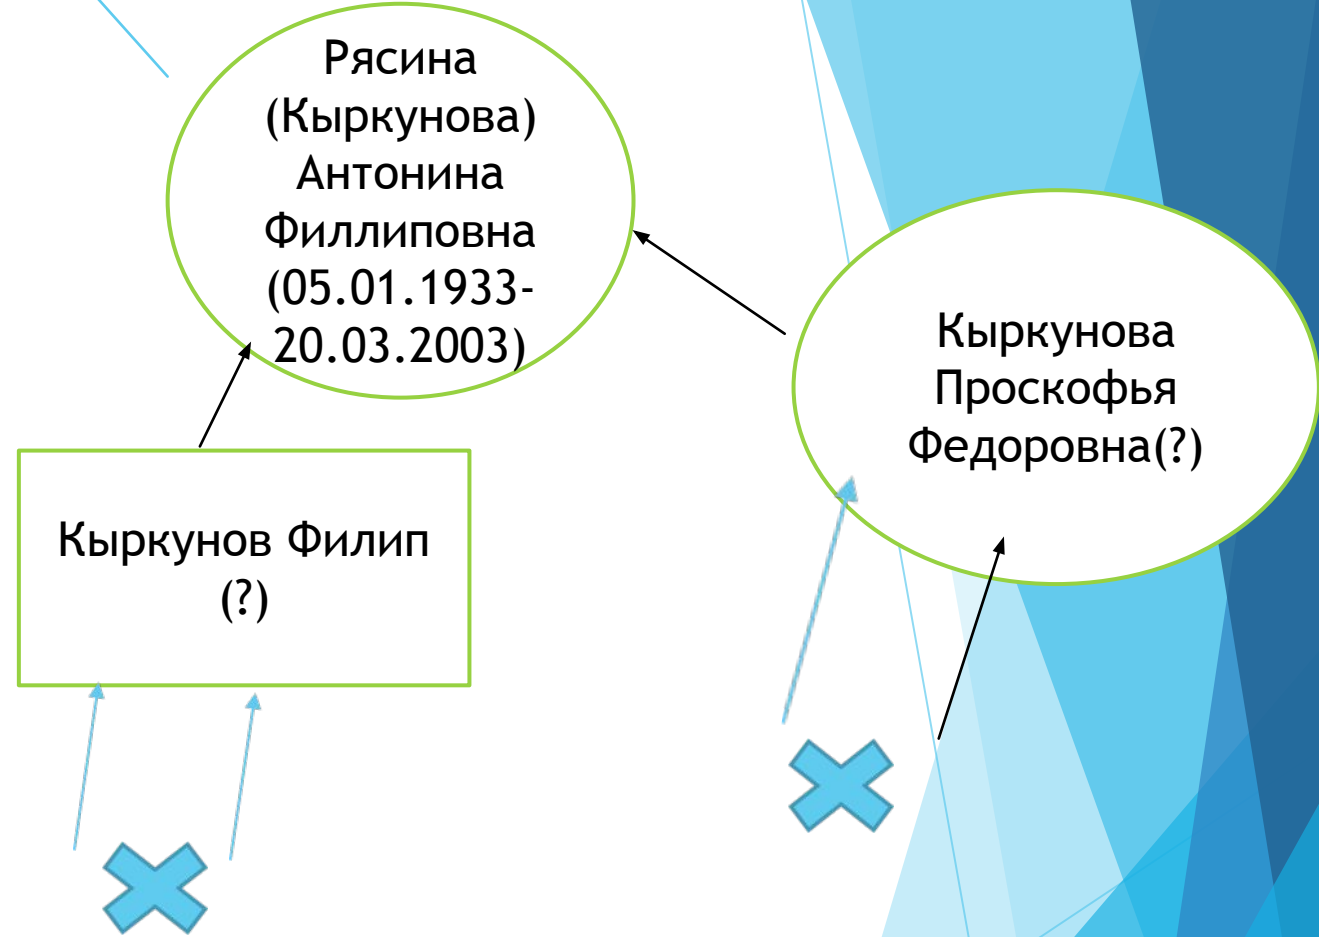 Рясина
(Кыркунова)
Антонина
Филлиповна
(05.01.1933-
20.03.2003)
Кыркунова
Проскофья
Федоровна(?)
Кыркунов Филип
(?)